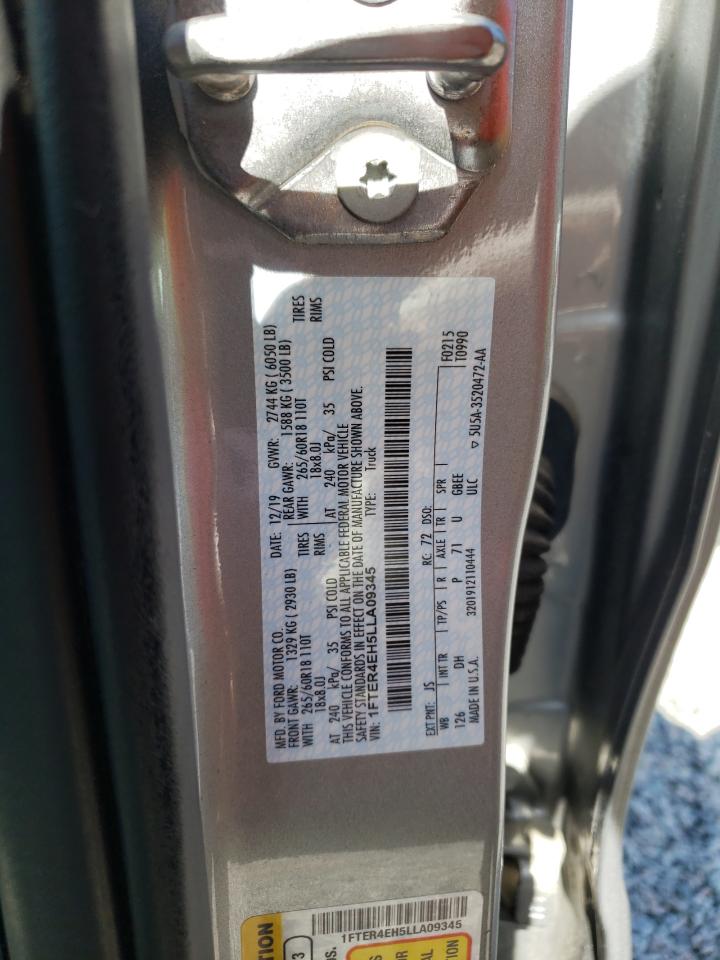 MFD. BY FORD MOTOR CO.
DATE: 12/19 GVWR: 2744 KG ( 6050 LB)
FRONT GAWR: 1329 KG ( 2930 LB) REAR GAWR: 1588 KG ( 3500 LB)
WITH 265/60R18 110T TIRES WITH 265/60R18 110T TIRES
18x8.0J RIMS 18x8.0J RIMS
AT 240 kPa/ 35 PSI COLD AT 240 kPa/ 35 PSI COLD
THIS VEHICLE CONFORMS TO ALL APPLICABLE FEDERAL MOTOR VEHICLE
SAFETY STANDARDS IN EFFECT ON THE DATE OF MANUFACTURE SHOWN ABOVE.
VIN: 1FTER4EH5LLA09345 TYPE: Truck
EXT PNT: JS RC: 72 DSO: F0215
WB INT TR TP/PS R AXLE TR SPR T0990
126 DH P 71 U GBEE
MADE IN U.S.A. 3201912110444 ULC ▽ 5U5A-3520472-AA
1FTER4EH5LLA09345